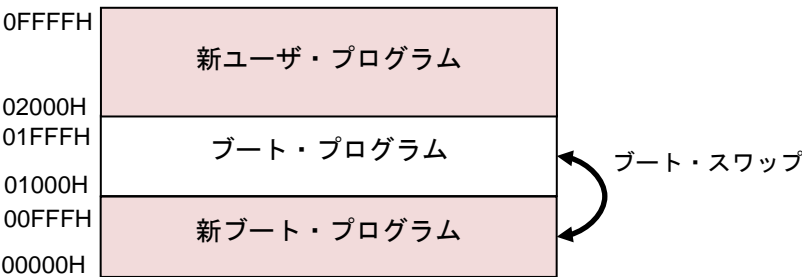 0FFFFH
新ユーザ・プログラム
02000H
01FFFH
ブート・プログラム
ブート・スワップ
01000H
00FFFH
新ブート・プログラム
00000H